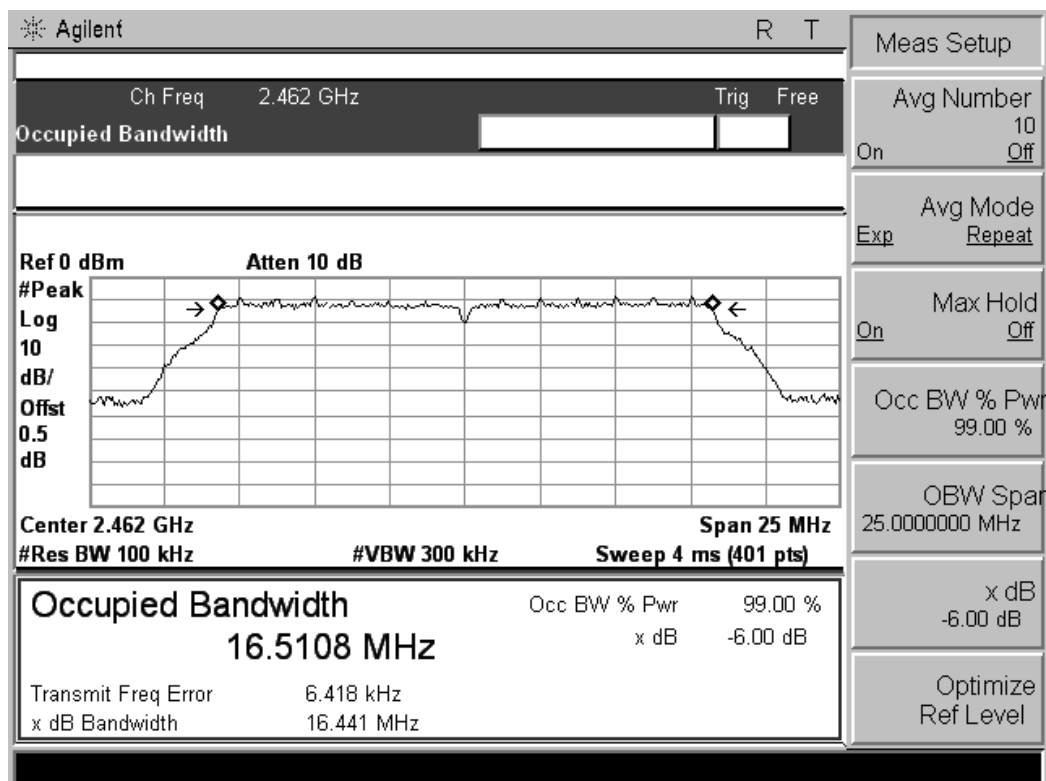 Agilent R T
Ch Freq 2.462 GHz Trig Free
Occupied Bandwidth
Ref 0 dBm Atten 10 dB
#Peak
Log
10
dB/
Offst
0.5
dB
Center 2.462 GHz Span 25 MHz
#Res BW 100 kHz #VBW 300 kHz Sweep 4 ms (401 pts)
Occupied Bandwidth
16.5108 MHz
Occ BW % Pwr 99.00 %
x dB -6.00 dB
Transmit Freq Error 6.418 kHz
x dB Bandwidth 16.441 MHz
Meas Setup
Avg Number
10
On Off
Avg Mode
Exp Repeat
Max Hold
On Off
Occ BW % Pwr
99.00 %
OBW Span
25.0000000 MHz
x dB
-6.00 dB
Optimize
Ref Level